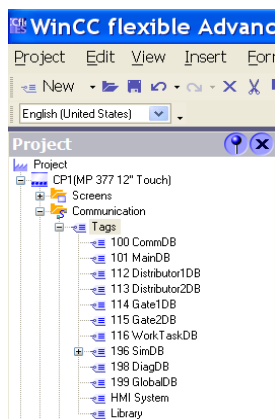 WinCC flexible Advanc
Project Edit View Insert Forn
New
English (United States)
Project
Project
CP1(MP 377 12" Touch)
Screens
Communication
Tags
100 CommDB
101 MainDB
112 Distributor1DB
113 Distributor2DB
114 Gate1DB
115 Gate2DB
116 WorkTaskDB
196 SimDB
198 DiagDB
199 GlobalDB
HMI System
Library